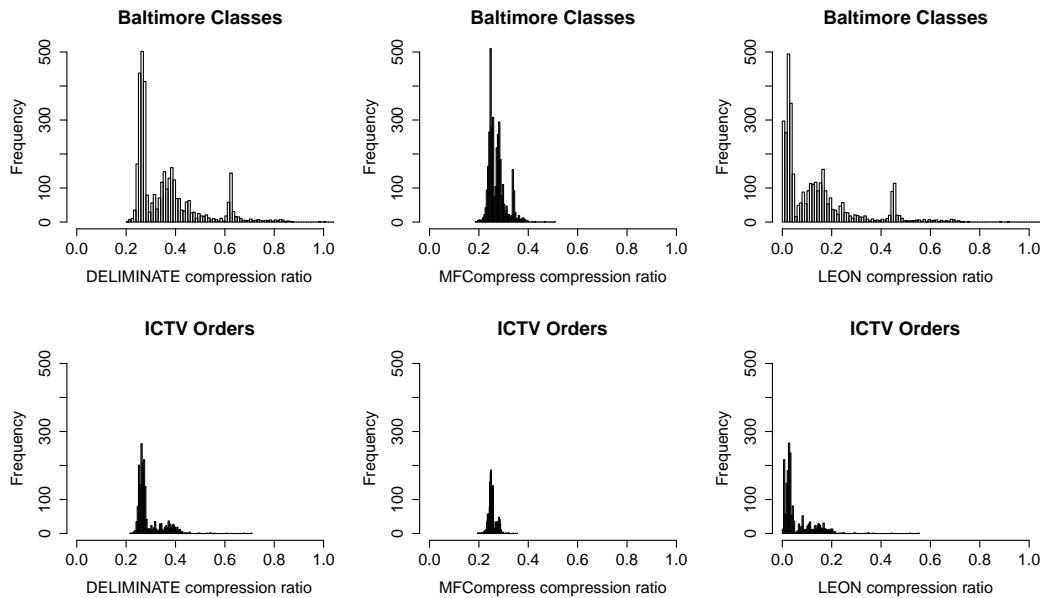 Baltimore Classes
Frequency
0 100 300 500
0.0 0.2 0.4 0.6 0.8 1.0
DELIMINATE compression ratio
Baltimore Classes
Frequency
0 100 300 500
0.0 0.2 0.4 0.6 0.8 1.0
MFCompress compression ratio
Baltimore Classes
Frequency
0 100 300 500
0.0 0.2 0.4 0.6 0.8 1.0
LEON compression ratio
ICTV Orders
Frequency
0 100 300 500
0.0 0.2 0.4 0.6 0.8 1.0
DELIMINATE compression ratio
ICTV Orders
Frequency
0 100 300 500
0.0 0.2 0.4 0.6 0.8 1.0
MFCompress compression ratio
ICTV Orders
Frequency
0 100 300 500
0.0 0.2 0.4 0.6 0.8 1.0
LEON compression ratio